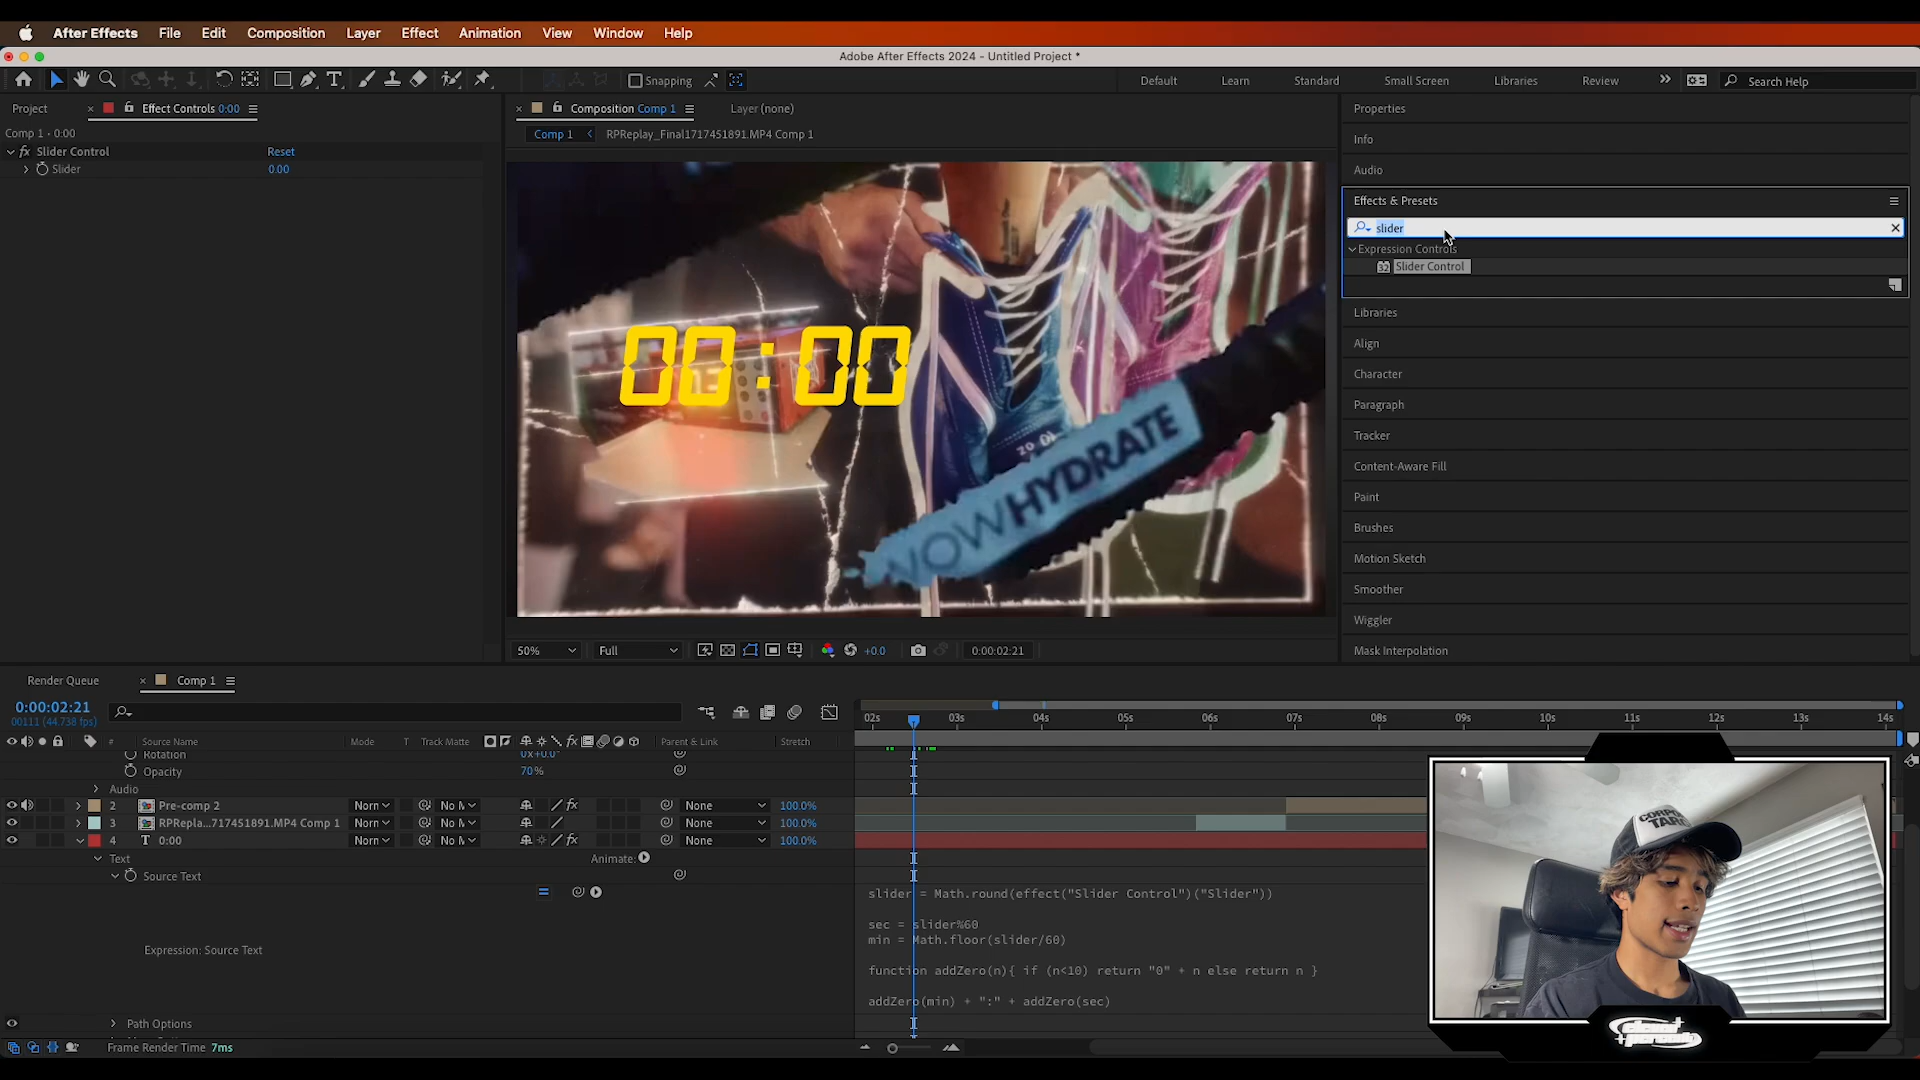 After Effects File Edit Composition Layer Effect Animation View Window Help
Adobe After Effects 2024 - Untitled Project *
Snapping Default Learn Standard Small Screen Libraries Review Search Help
Project × Effect Controls 0:00
Comp 1 · 0:00
fx Slider Control Reset
Slider 0.00
× Composition Comp 1 Layer (none)
Comp 1 RPReplay_Final1717451891.MP4 Comp 1
00:00
WOWHYDRATE
50% Full +0.0 0:00:02:21
Properties
Info
Audio
Effects & Presets
slider
Expression Controls
32 Slider Control
Libraries
Align
Character
Paragraph
Tracker
Content-Aware Fill
Paint
Brushes
Motion Sketch
Smoother
Wiggler
Mask Interpolation
Render Queue × Comp 1
0:00:02:21
00111 (44.738 fps)
# Source Name Mode T Track Matte fx Parent & Link Stretch
02s 03s 04s 05s 06s 07s 08s 09s 10s 11s 12s 13s 14s
Rotation 0x+0.0°
Opacity 70%
Audio
2 Pre-comp 2 Norn No M fx None 100.0%
3 RPRepla...717451891.MP4 Comp 1 Norn No M None 100.0%
4 T 0:00 Norn No M fx None 100.0%
Text Animate:
Source Text
Expression: Source Text
slider = Math.round(effect("Slider Control")("Slider"))
sec = slider%60
min = Math.floor(slider/60)
function addZero(n){ if (n<10) return "0" + n else return n }
addZero(min) + ":" + addZero(sec)
Path Options
Frame Render Time 7ms